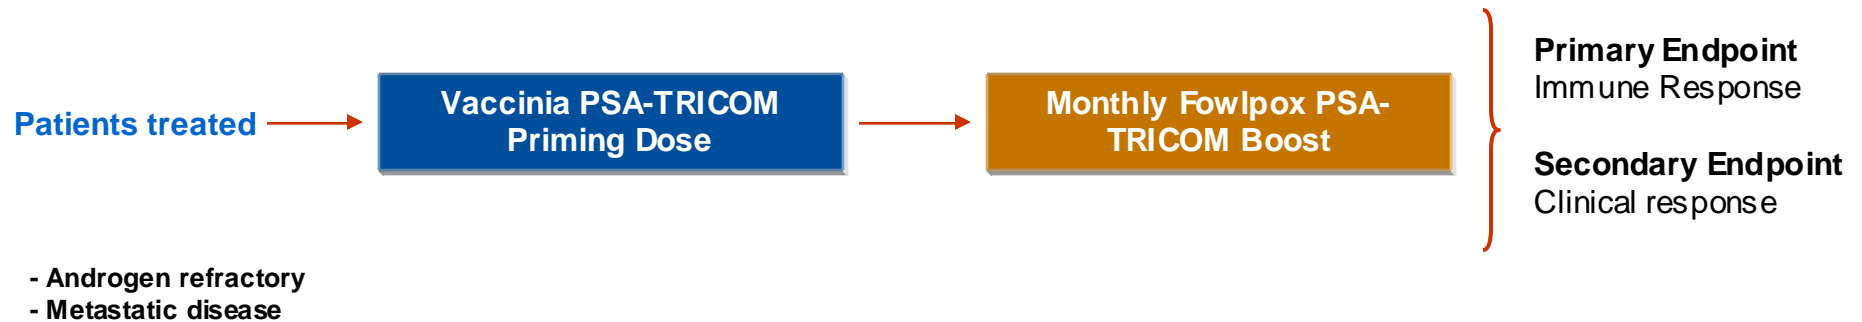 Patients treated
Vaccinia PSA-TRICOM
Priming Dose
Monthly Fowlpox PSA-
TRICOM Boost
Primary Endpoint
Immune Response
Secondary Endpoint
Clinical response
- Androgen refractory
- Metastatic disease